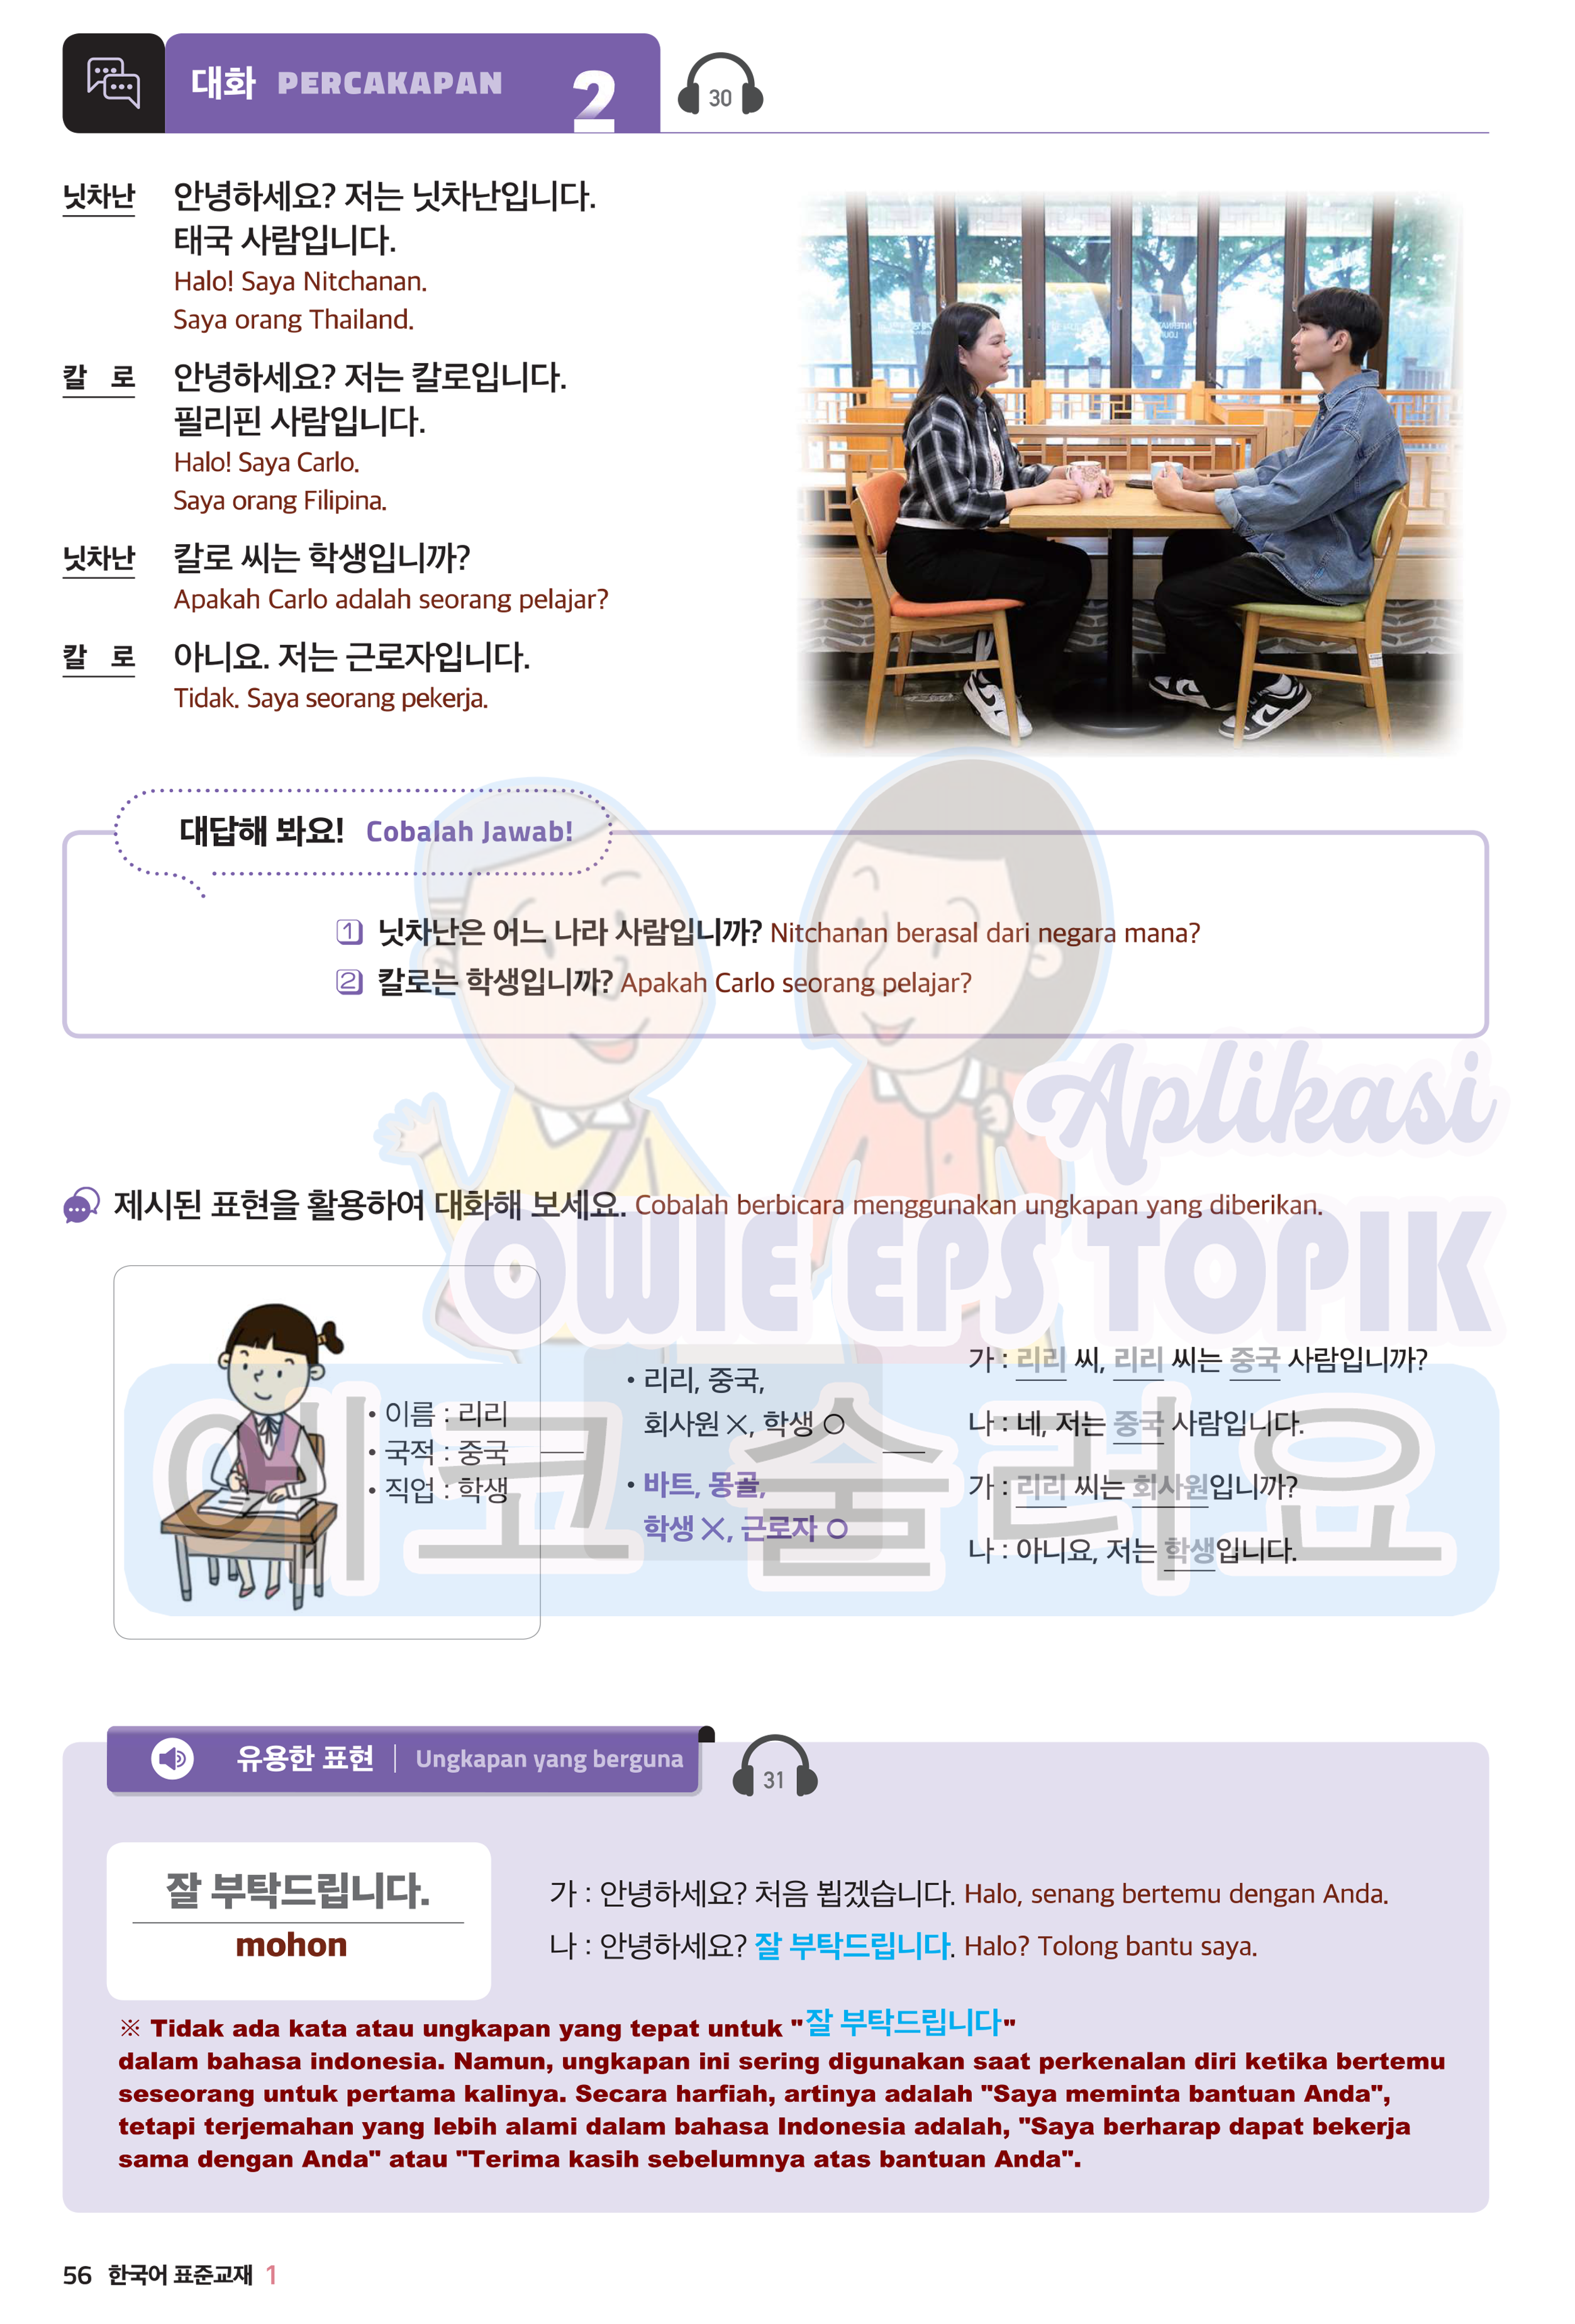 대화 PERCAKAPAN 2
30
닛차난 안녕하세요? 저는 닛차난입니다.
태국 사람입니다.
Halo! Saya Nitchanan.
Saya orang Thailand.
칼 로 안녕하세요? 저는 칼로입니다.
필리핀 사람입니다.
Halo! Saya Carlo.
Saya orang Filipina.
닛차난 칼로 씨는 학생입니까?
Apakah Carlo adalah seorang pelajar?
칼 로 아니요. 저는 근로자입니다.
Tidak. Saya seorang pekerja.
대답해 봐요! Cobalah Jawab!
1 닛차난은 어느 나라 사람입니까? Nitchanan berasal dari negara mana?
2 칼로는 학생입니까? Apakah Carlo seorang pelajar?
Aplikasi
제시된 표현을 활용하여 대화해 보세요. Cobalah berbicara menggunakan ungkapan yang diberikan.
OWIE EPS TOPIK
에코 슬러요
• 이름 : 리리
• 국적 : 중국
• 직업 : 학생
• 리리, 중국,
회사원 ×, 학생 ○
• 바트, 몽골,
학생 ×, 근로자 ○
가 : 리리 씨, 리리 씨는 중국 사람입니까?
나 : 네, 저는 중국 사람입니다.
가 : 리리 씨는 회사원입니까?
나 : 아니요, 저는 학생입니다.
유용한 표현 | Ungkapan yang berguna
31
잘 부탁드립니다.
mohon
가 : 안녕하세요? 처음 뵙겠습니다. Halo, senang bertemu dengan Anda.
나 : 안녕하세요? 잘 부탁드립니다. Halo? Tolong bantu saya.
※ Tidak ada kata atau ungkapan yang tepat untuk "잘 부탁드립니다"
dalam bahasa indonesia. Namun, ungkapan ini sering digunakan saat perkenalan diri ketika bertemu
seseorang untuk pertama kalinya. Secara harfiah, artinya adalah "Saya meminta bantuan Anda",
tetapi terjemahan yang lebih alami dalam bahasa Indonesia adalah, "Saya berharap dapat bekerja
sama dengan Anda" atau "Terima kasih sebelumnya atas bantuan Anda".
56 한국어 표준교재 1